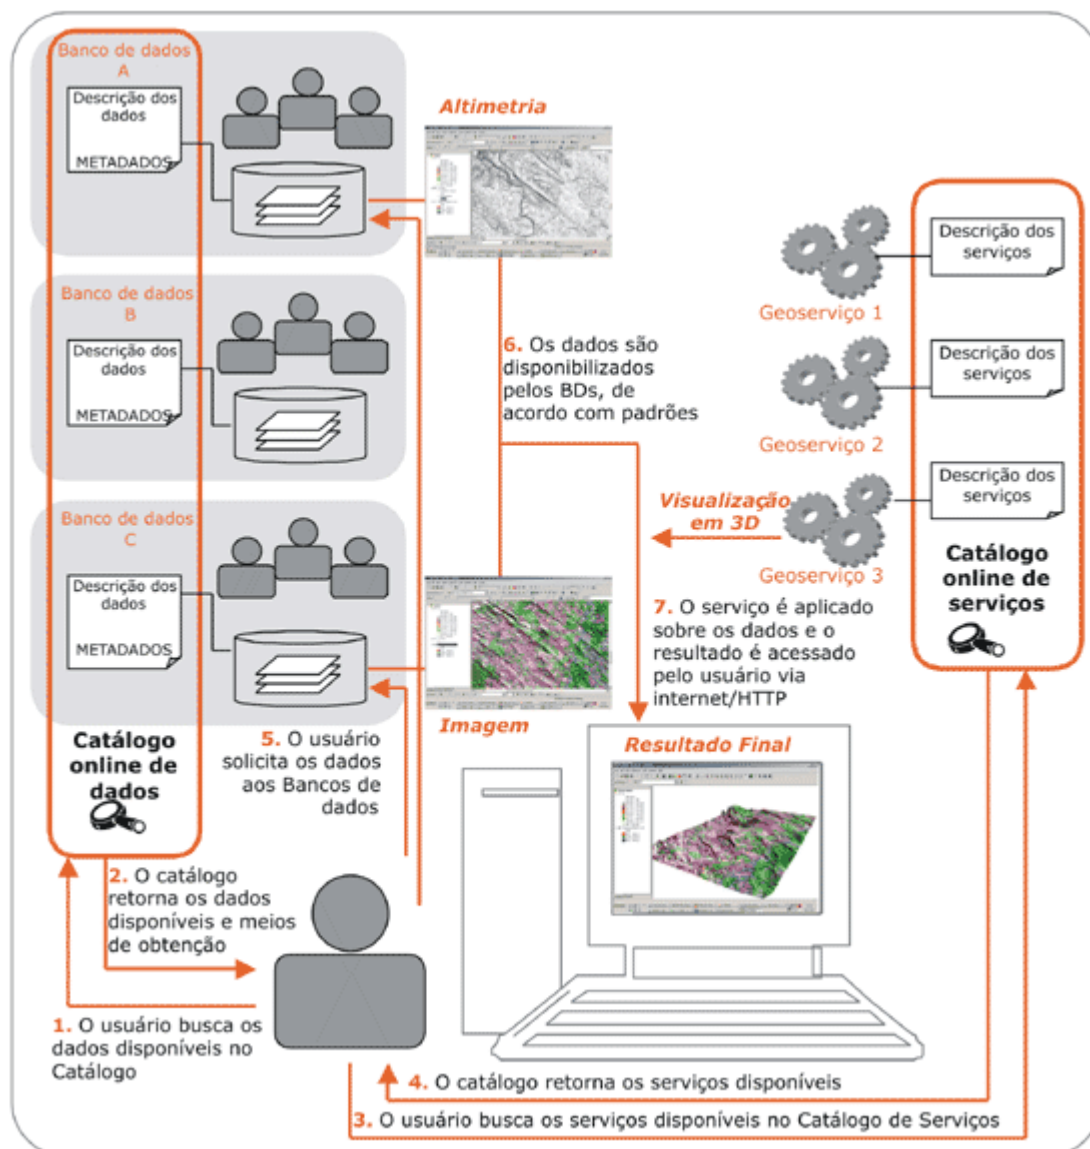 Banco de dados
A
Descrição dos
dados
METADADOS
Banco de dados
B
Descrição dos
dados
METADADOS
Banco de dados
C
Descrição dos
dados
METADADOS
Catálogo
online de
dados
Altimetria
Imagem
6. Os dados são
disponibilizados
pelos BDs, de
acordo com padrões
Descrição dos
serviços
Geoserviço 1
Descrição dos
serviços
Geoserviço 2
Descrição dos
serviços
Geoserviço 3
Visualização
em 3D
Catálogo
online de
serviços
7. O serviço é aplicado
sobre os dados e o
resultado é acessado
pelo usuário via
internet/HTTP
5. O usuário
solicita os dados
aos Bancos de
dados
Resultado Final
2. O catálogo
retorna os dados
disponíveis e meios
de obtenção
1. O usuário busca os
dados disponíveis no
Catálogo
4. O catálogo retorna os serviços disponíveis
3. O usuário busca os serviços disponíveis no Catálogo de Serviços